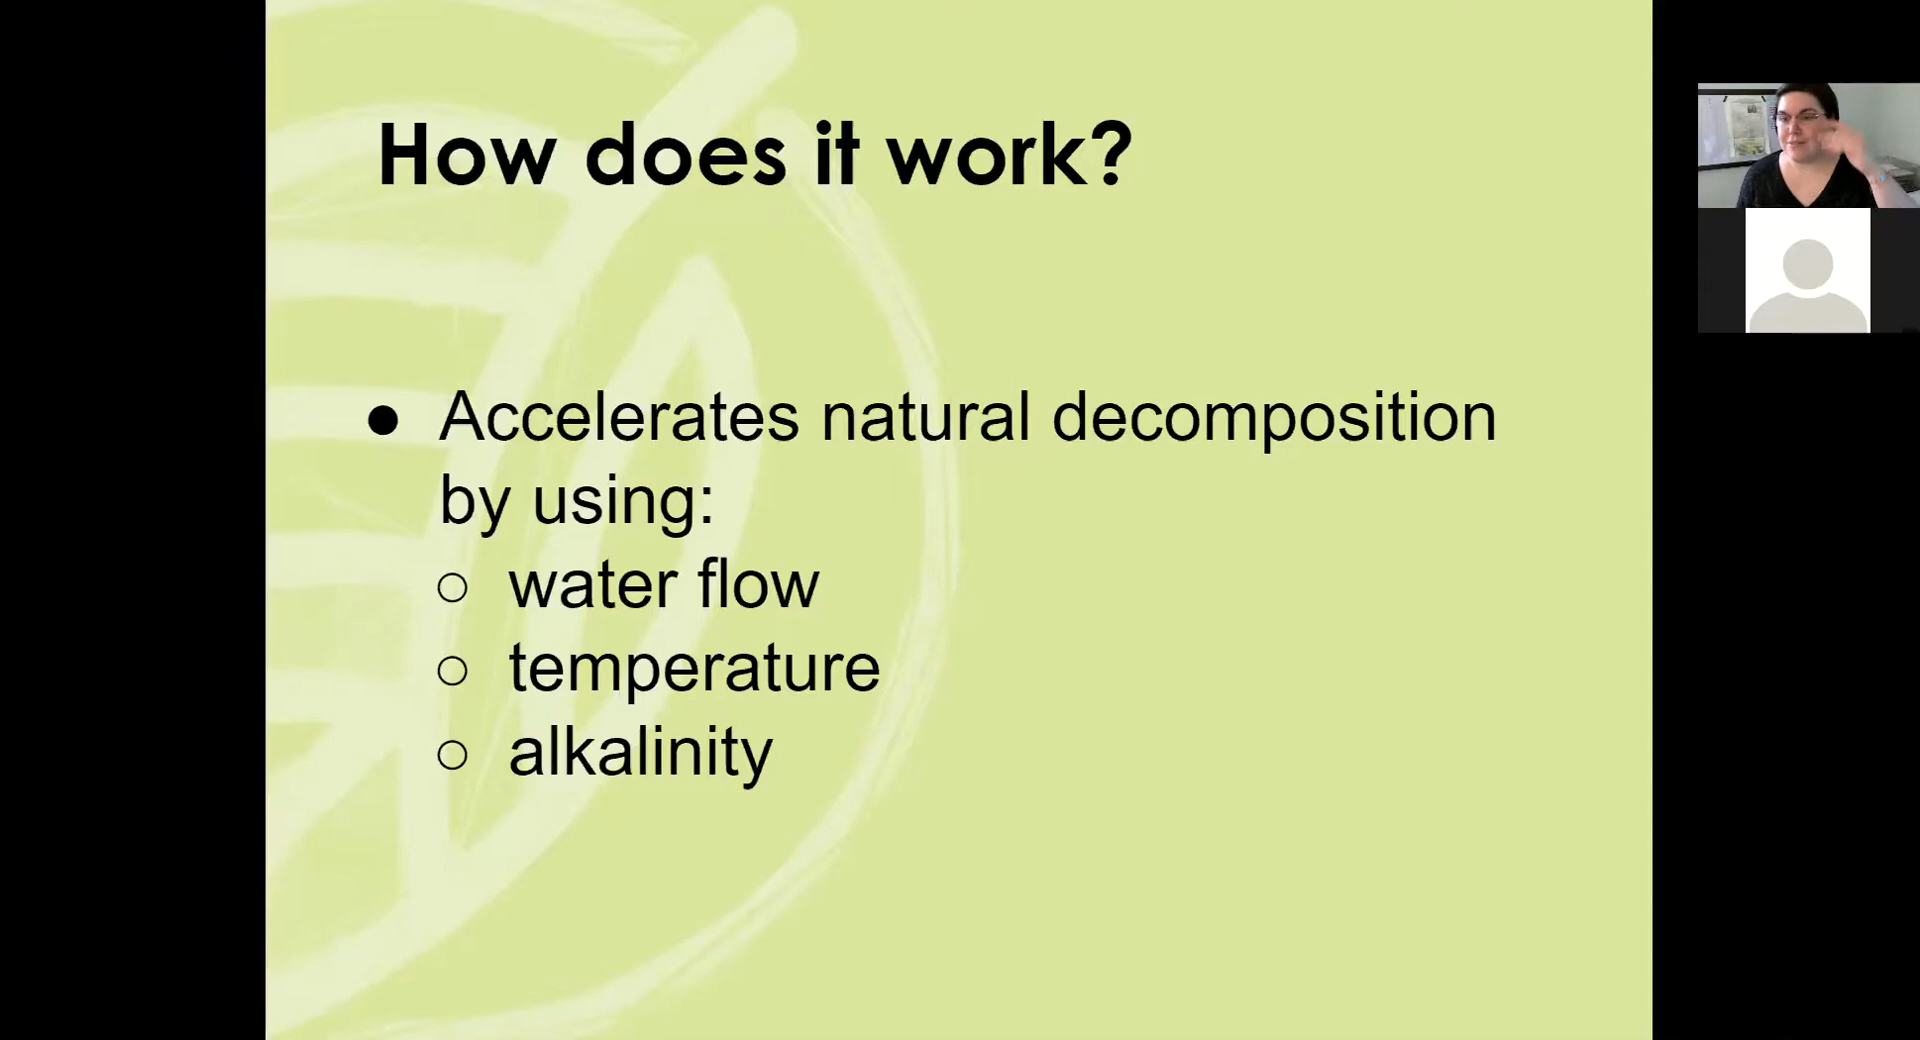 How does it work?
● Accelerates natural decomposition
by using:
○ water flow
○ temperature
○ alkalinity